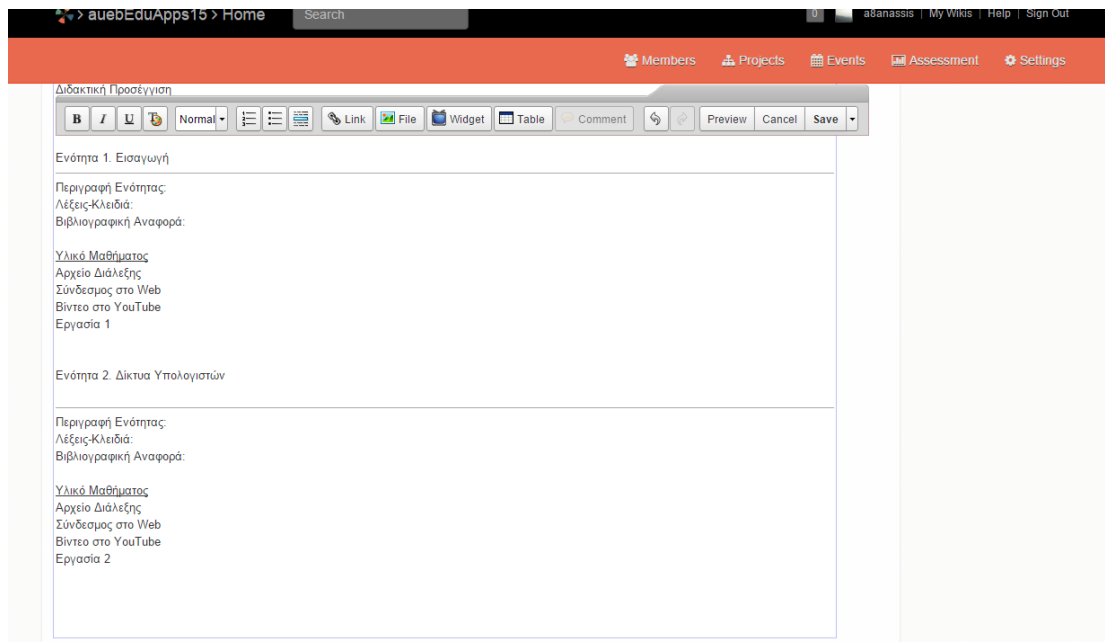 > auebEduApps15 > Home Search 0 a8anassis | My Wikis | Help | Sign Out
Members Projects Events Assessment Settings
Διδακτική Προσέγγιση
B I U Normal Link File Widget Table Comment Preview Cancel Save
Ενότητα 1. Εισαγωγή
Περιγραφή Ενότητας:
Λέξεις-Κλειδιά:
Βιβλιογραφική Αναφορά:
Υλικό Μαθήματος
Αρχείο Διάλεξης
Σύνδεσμος στο Web
Βίντεο στο YouTube
Εργασία 1
Ενότητα 2. Δίκτυα Υπολογιστών
Περιγραφή Ενότητας:
Λέξεις-Κλειδιά:
Βιβλιογραφική Αναφορά:
Υλικό Μαθήματος
Αρχείο Διάλεξης
Σύνδεσμος στο Web
Βίντεο στο YouTube
Εργασία 2